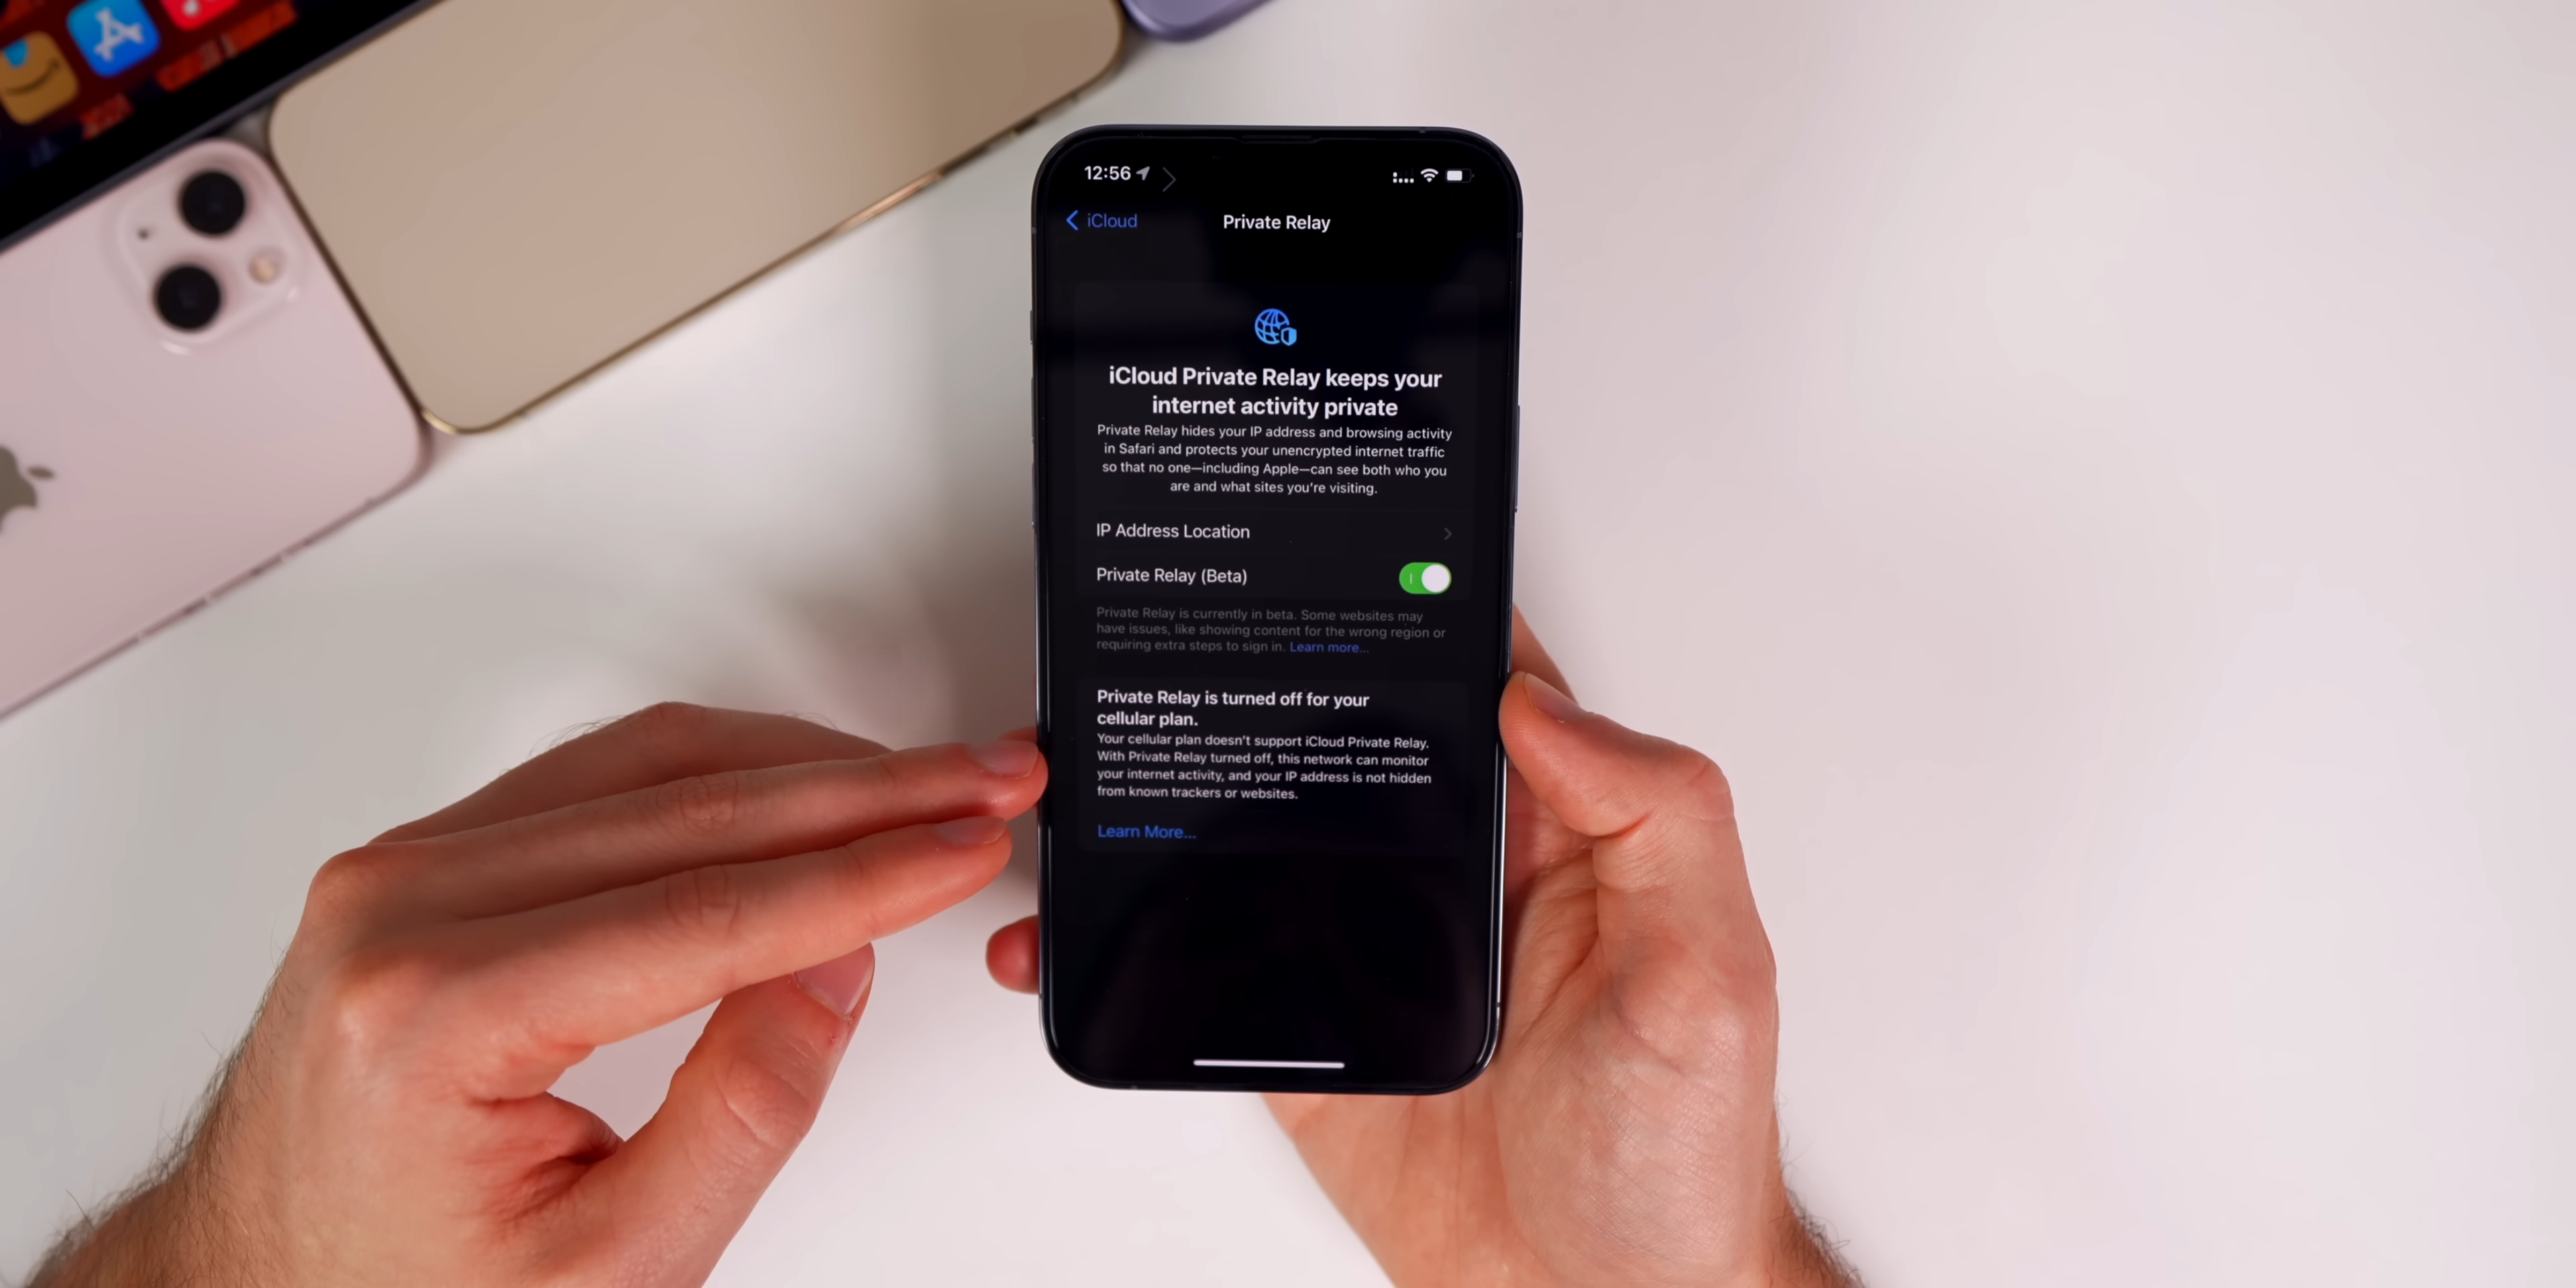 12:56
iCloud
Private Relay
iCloud Private Relay keeps your
internet activity private
Private Relay hides your IP address and browsing activity
in Safari and protects your unencrypted internet traffic
so that no one—including Apple—can see both who you
are and what sites you're visiting.
IP Address Location
Private Relay (Beta)
Private Relay is currently in beta. Some websites may
have issues, like showing content for the wrong region or
requiring extra steps to sign in. Learn more...
Private Relay is turned off for your
cellular plan.
Your cellular plan doesn't support iCloud Private Relay.
With Private Relay turned off, this network can monitor
your internet activity, and your IP address is not hidden
from known trackers or websites.
Learn More...